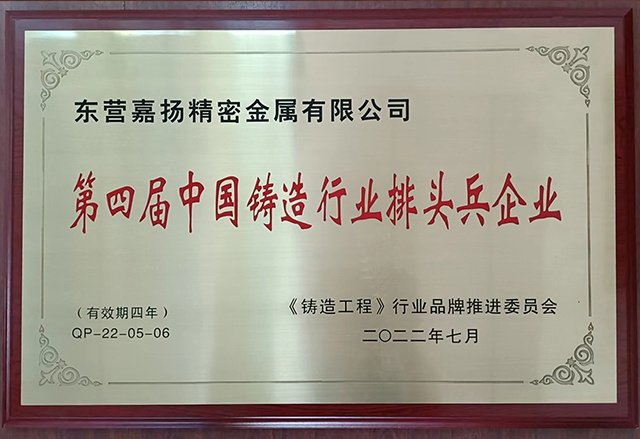 东营嘉扬精密金属有限公司
第四届中国铸造行业排头兵企业
（有效期四年）
QP-22-05-06
《铸造工程》行业品牌推进委员会
二〇二二年七月